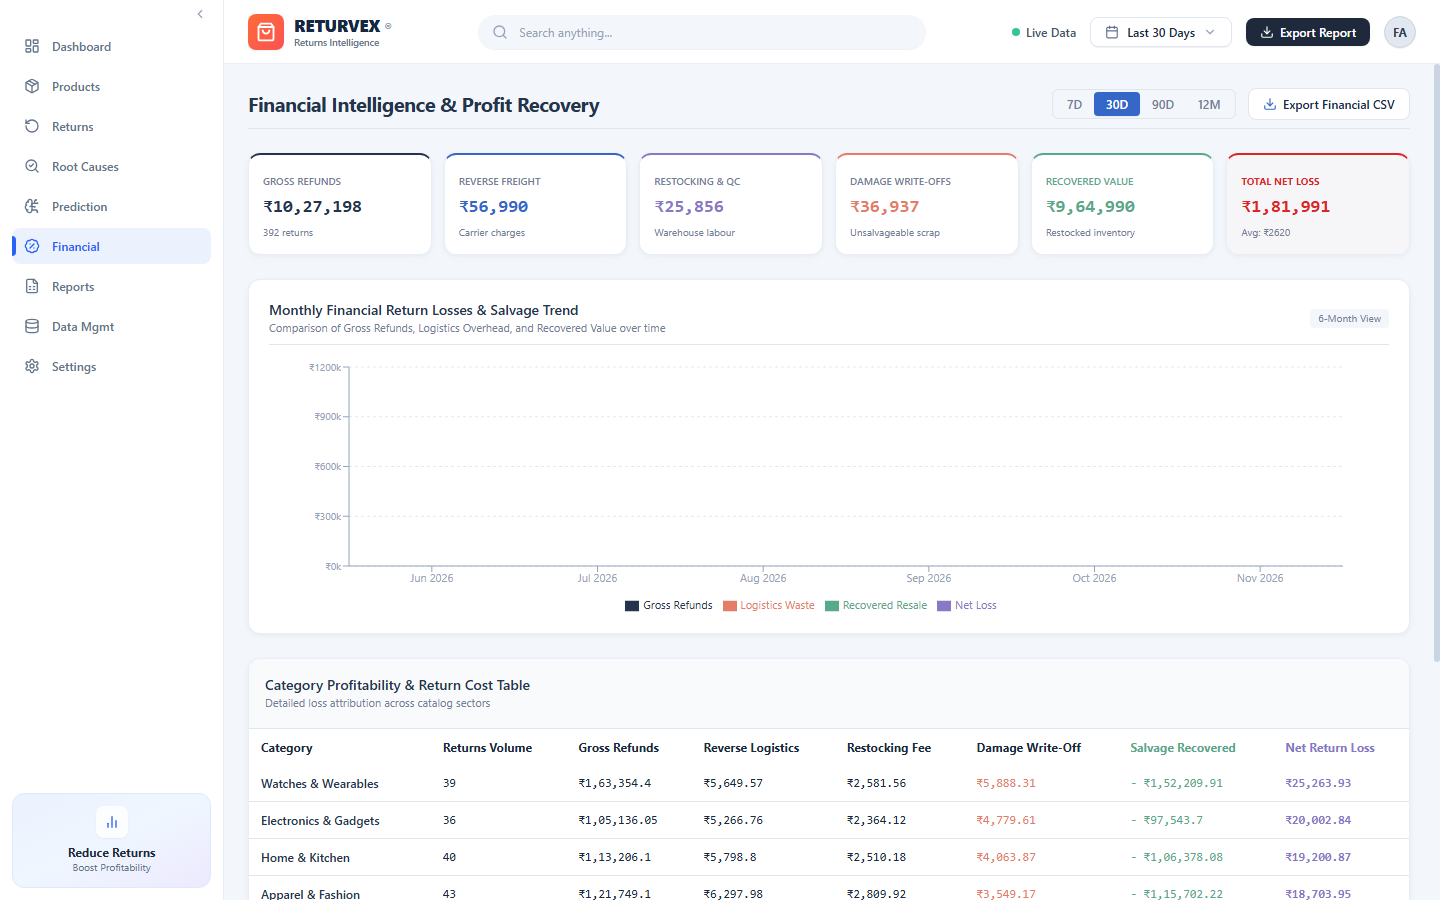 Dashboard
Products
Returns
Root Causes
Prediction
Financial
Reports
Data Mgmt
Settings
Reduce Returns
Boost Profitability
RETURVEX ®
Returns Intelligence
Search anything...
Live Data
Last 30 Days
Export Report
FA
Financial Intelligence & Profit Recovery
7D 30D 90D 12M
Export Financial CSV
GROSS REFUNDS
₹10,27,198
392 returns
REVERSE FREIGHT
₹56,990
Carrier charges
RESTOCKING & QC
₹25,856
Warehouse labour
DAMAGE WRITE-OFFS
₹36,937
Unsalvageable scrap
RECOVERED VALUE
₹9,64,990
Restocked inventory
TOTAL NET LOSS
₹1,81,991
Avg: ₹2620
Monthly Financial Return Losses & Salvage Trend
Comparison of Gross Refunds, Logistics Overhead, and Recovered Value over time
6-Month View
₹1200k
₹900k
₹600k
₹300k
₹0k
Jun 2026 Jul 2026 Aug 2026 Sep 2026 Oct 2026 Nov 2026
Gross Refunds Logistics Waste Recovered Resale Net Loss
Category Profitability & Return Cost Table
Detailed loss attribution across catalog sectors
Category Returns Volume Gross Refunds Reverse Logistics Restocking Fee Damage Write-Off Salvage Recovered Net Return Loss
Watches & Wearables 39 ₹1,63,354.4 ₹5,649.57 ₹2,581.56 ₹5,888.31 - ₹1,52,209.91 ₹25,263.93
Electronics & Gadgets 36 ₹1,05,136.05 ₹5,266.76 ₹2,364.12 ₹4,779.61 - ₹97,543.7 ₹20,002.84
Home & Kitchen 40 ₹1,13,206.1 ₹5,798.8 ₹2,510.18 ₹4,063.87 - ₹1,06,378.08 ₹19,200.87
Apparel & Fashion 43 ₹1,21,749.1 ₹6,297.98 ₹2,809.92 ₹3,549.17 - ₹1,15,702.22 ₹18,703.95